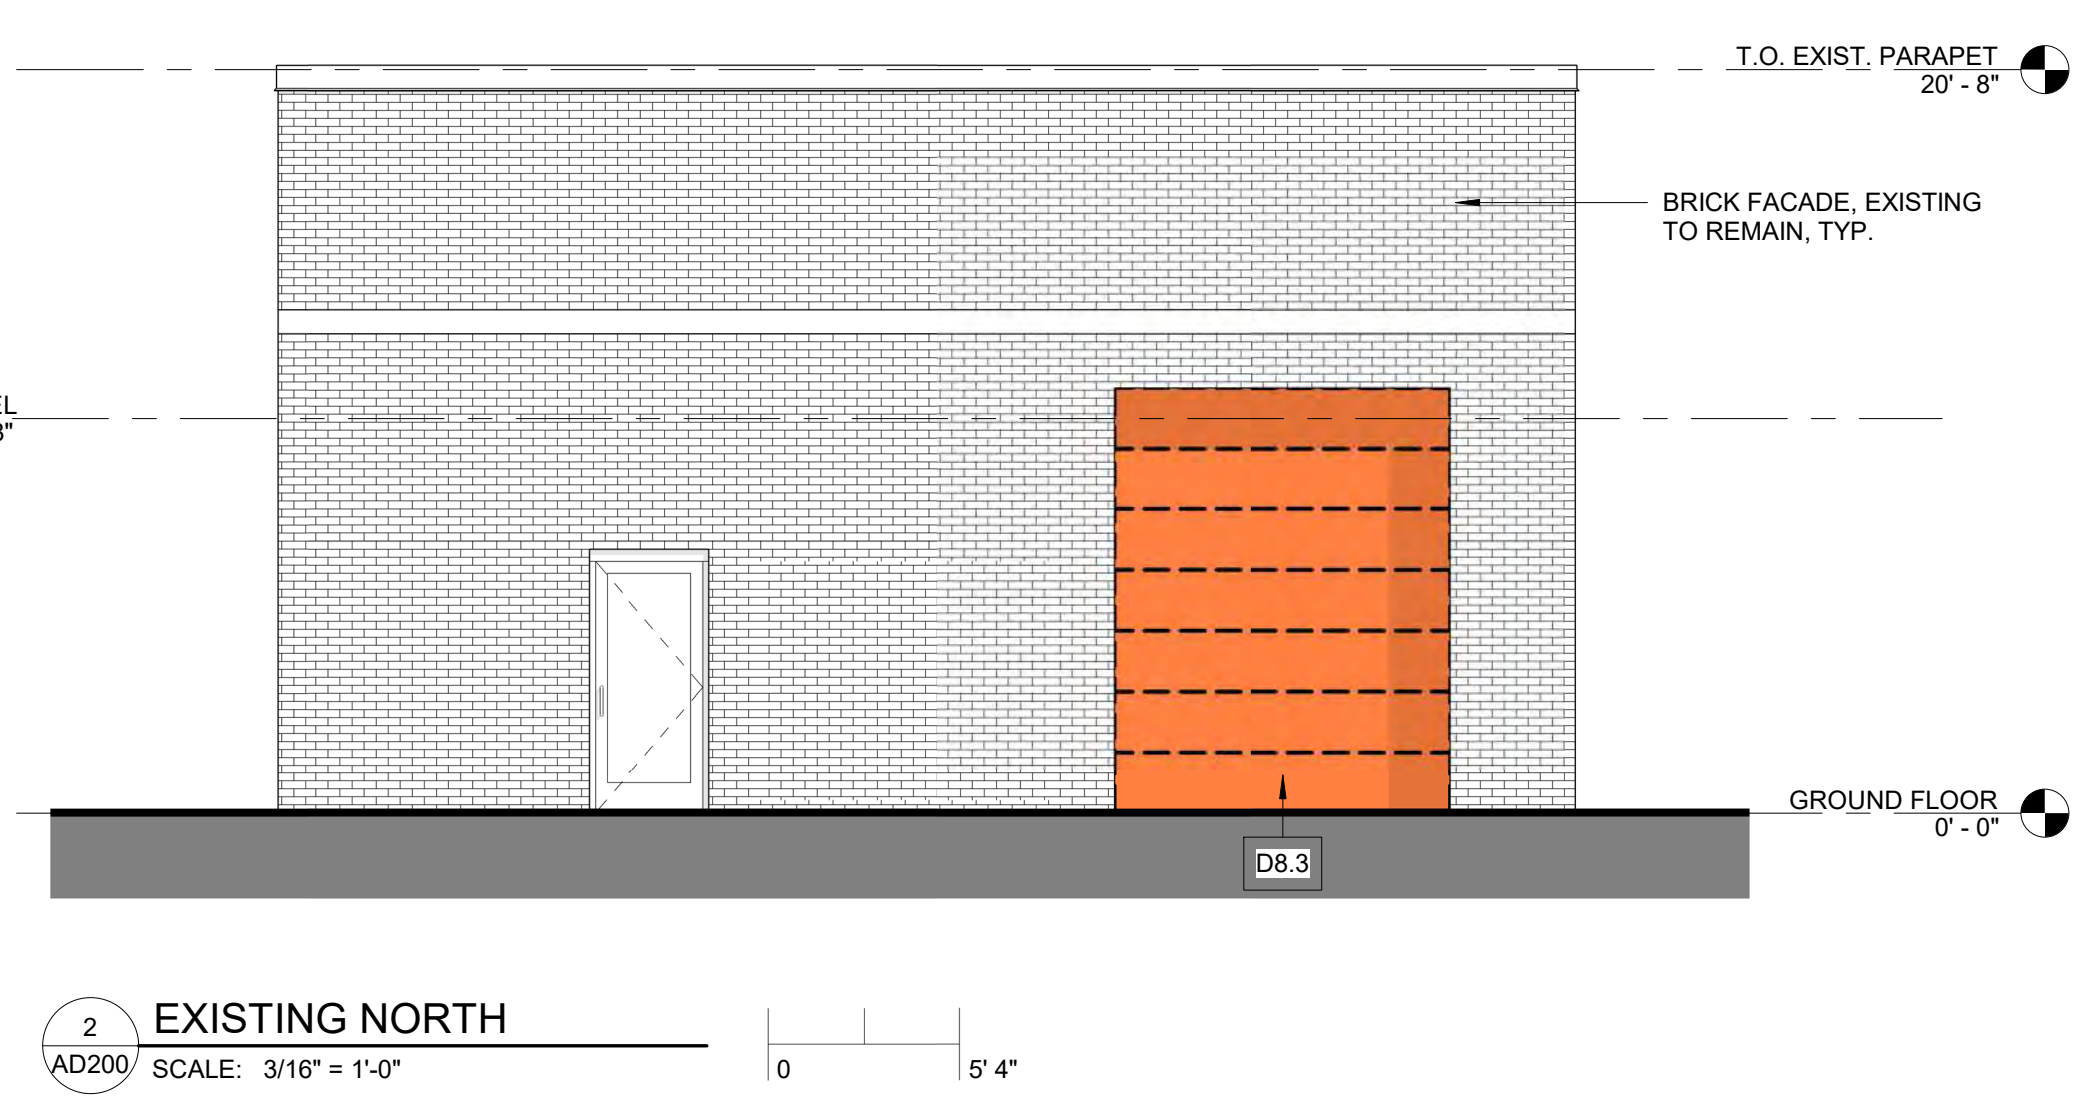 T.O. EXIST. PARAPET
20' - 8"
BRICK FACADE, EXISTING
TO REMAIN, TYP.
GROUND FLOOR
0' - 0"
D8.3
2
AD200
EXISTING NORTH
SCALE: 3/16" = 1'-0"
0
5' 4"